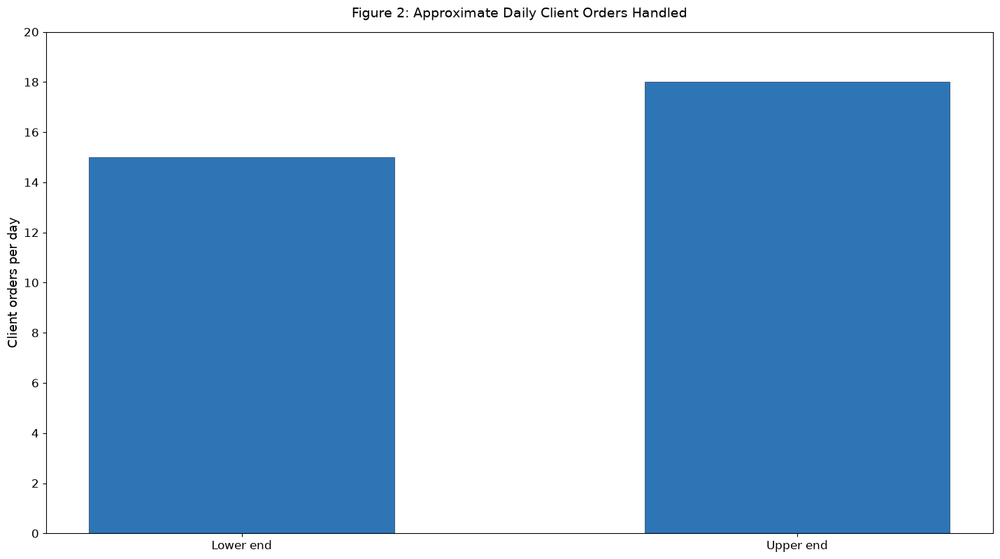 Figure 2: Approximate Daily Client Orders Handled
Client orders per day
20
18
16
14
12
10
8
6
4
2
0
Lower end
Upper end